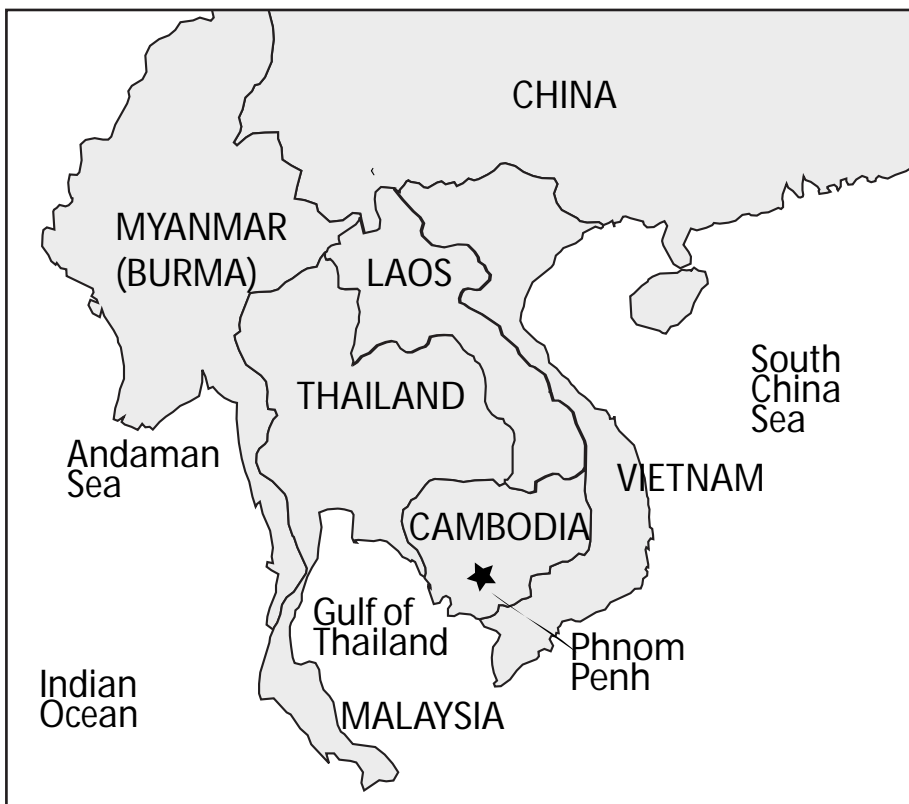 CHINA
MYANMAR
(BURMA)
LAOS
South
China
Sea
THAILAND
Andaman
Sea
VIETNAM
CAMBODIA
Gulf of
Thailand
Phnom
Penh
Indian
Ocean
MALAYSIA